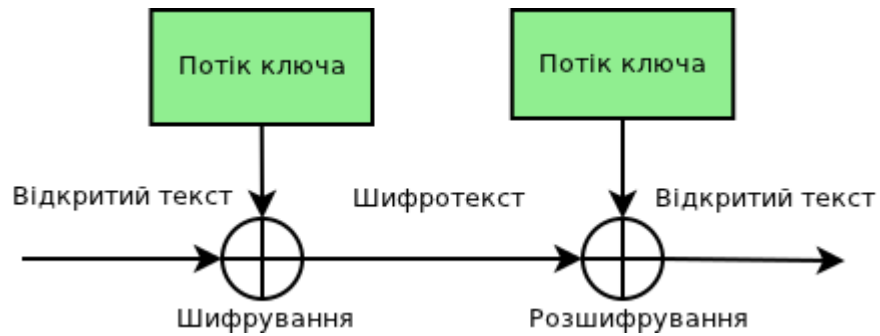 Потік ключа
Потік ключа
Відкритий текст
Шифротекст
Відкритий текст
Шифрування
Розшифрування